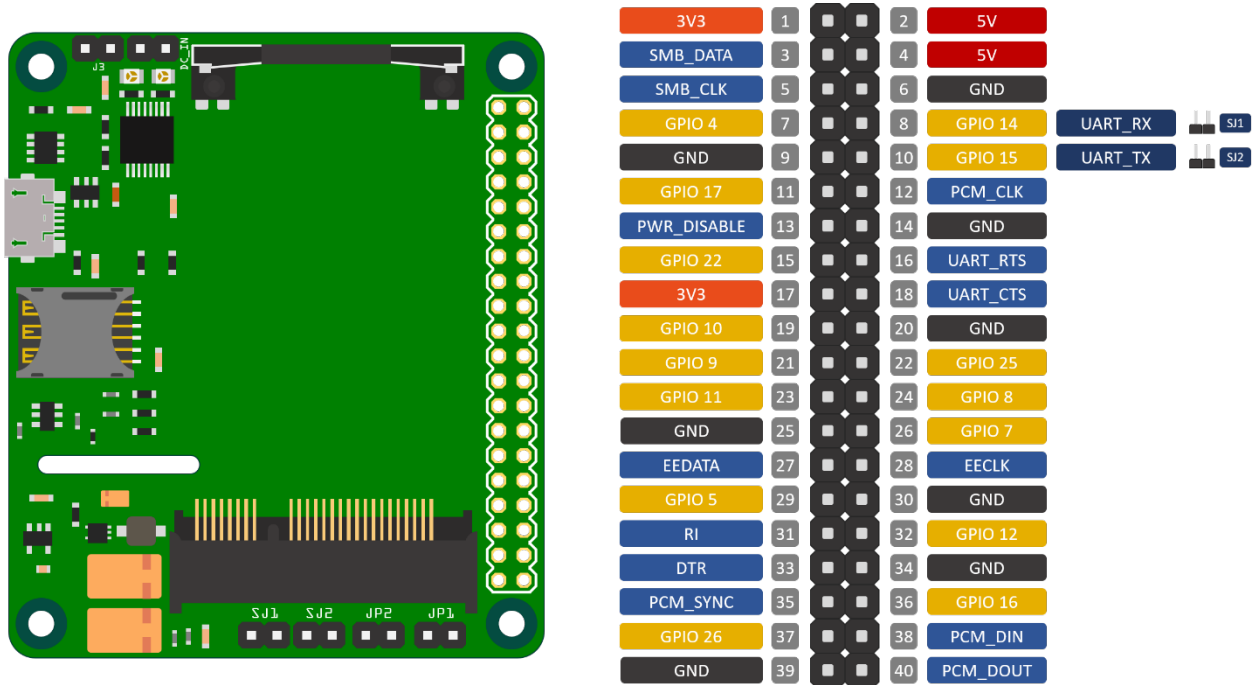 J3
DC_IN
SJ1 SJ2 JP2 JP1
3V3 1 2 5V
SMB_DATA 3 4 5V
SMB_CLK 5 6 GND
GPIO 4 7 8 GPIO 14 UART_RX SJ1
GND 9 10 GPIO 15 UART_TX SJ2
GPIO 17 11 12 PCM_CLK
PWR_DISABLE 13 14 GND
GPIO 22 15 16 UART_RTS
3V3 17 18 UART_CTS
GPIO 10 19 20 GND
GPIO 9 21 22 GPIO 25
GPIO 11 23 24 GPIO 8
GND 25 26 GPIO 7
EEDATA 27 28 EECLK
GPIO 5 29 30 GND
RI 31 32 GPIO 12
DTR 33 34 GND
PCM_SYNC 35 36 GPIO 16
GPIO 26 37 38 PCM_DIN
GND 39 40 PCM_DOUT